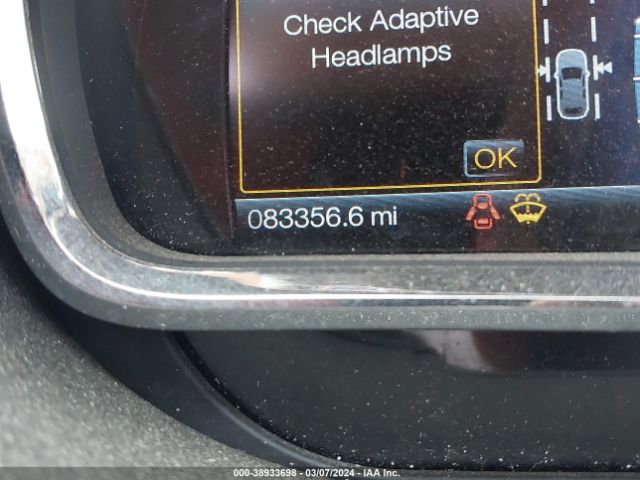 Check Adaptive
Headlamps
OK
083356.6 mi
000-38933698 - 03/07/2024 - IAA Inc.